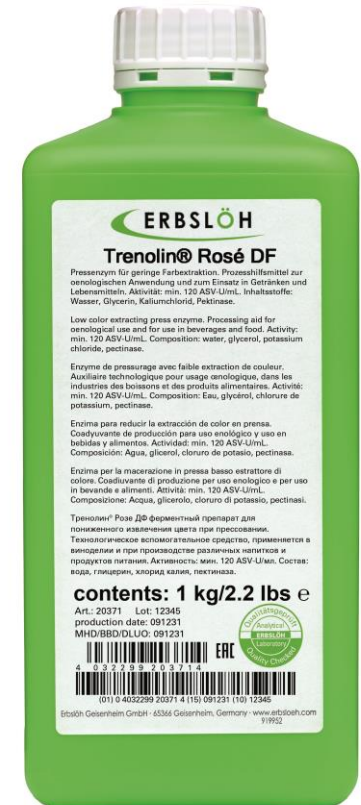 ERBSLÖH
Trenolin® Rosé DF
Pressenzym für geringe Farbextraktion. Prozesshilfsmittel zur
oenologischen Anwendung und zum Einsatz in Getränken und
Lebensmitteln. Aktivität: min. 120 ASV-U/mL. Inhaltsstoffe:
Wasser, Glycerin, Kaliumchlorid, Pektinase.
Low color extracting press enzyme. Processing aid for
oenological use and for use in beverages and food. Activity:
min. 120 ASV-U/mL. Composition: water, glycerol, potassium
chloride, pectinase.
Enzyme de pressurage avec faible extraction de couleur.
Auxiliaire technologique pour usage œnologique, dans les
industries des boissons et des produits alimentaires. Activité:
min. 120 ASV-U/mL. Composition: Eau, glycérol, chlorure de
potassium, pectinase.
Enzima para reducir la extracción de color en prensa.
Coadyuvante de producción para uso enológico y uso en
bebidas y alimentos. Actividad: min. 120 ASV-U/mL.
Composición: Agua, glicerol, cloruro de potasio, pectinasa.
Enzima per la macerazione in pressa basso estrattore di
colore. Coadiuvante di produzione per uso enologico e per uso
in bevande e alimenti. Attività: min. 120 ASV-U/mL.
Composizione: Acqua, glicerolo, cloruro di potassio, pectinasi.
Тренолин® Розе ДФ ферментный препарат для
пониженного извлечения цвета при прессовании.
Технологическое вспомогательное средство, применяется в
виноделии и при производстве различных напитков и
продуктов питания. Активность: мин. 120 ASV-U/мл. Состав:
вода, глицерин, хлорид калия, пектиназа.
contents: 1 kg/2.2 lbs e
Art.: 20371 Lot: 12345
production date: 091231
MHD/BBD/DLUO: 091231
Qualitätsgeprüft
Analytical
ERBSLÖH
Laboratory
Quality Checked
EAC
4 032299 203714
(01) 0 4032299 20371 4 (15) 091231 (10) 12345
Erbslöh Geisenheim GmbH · 65366 Geisenheim, Germany · www.erbsloeh.com
919952